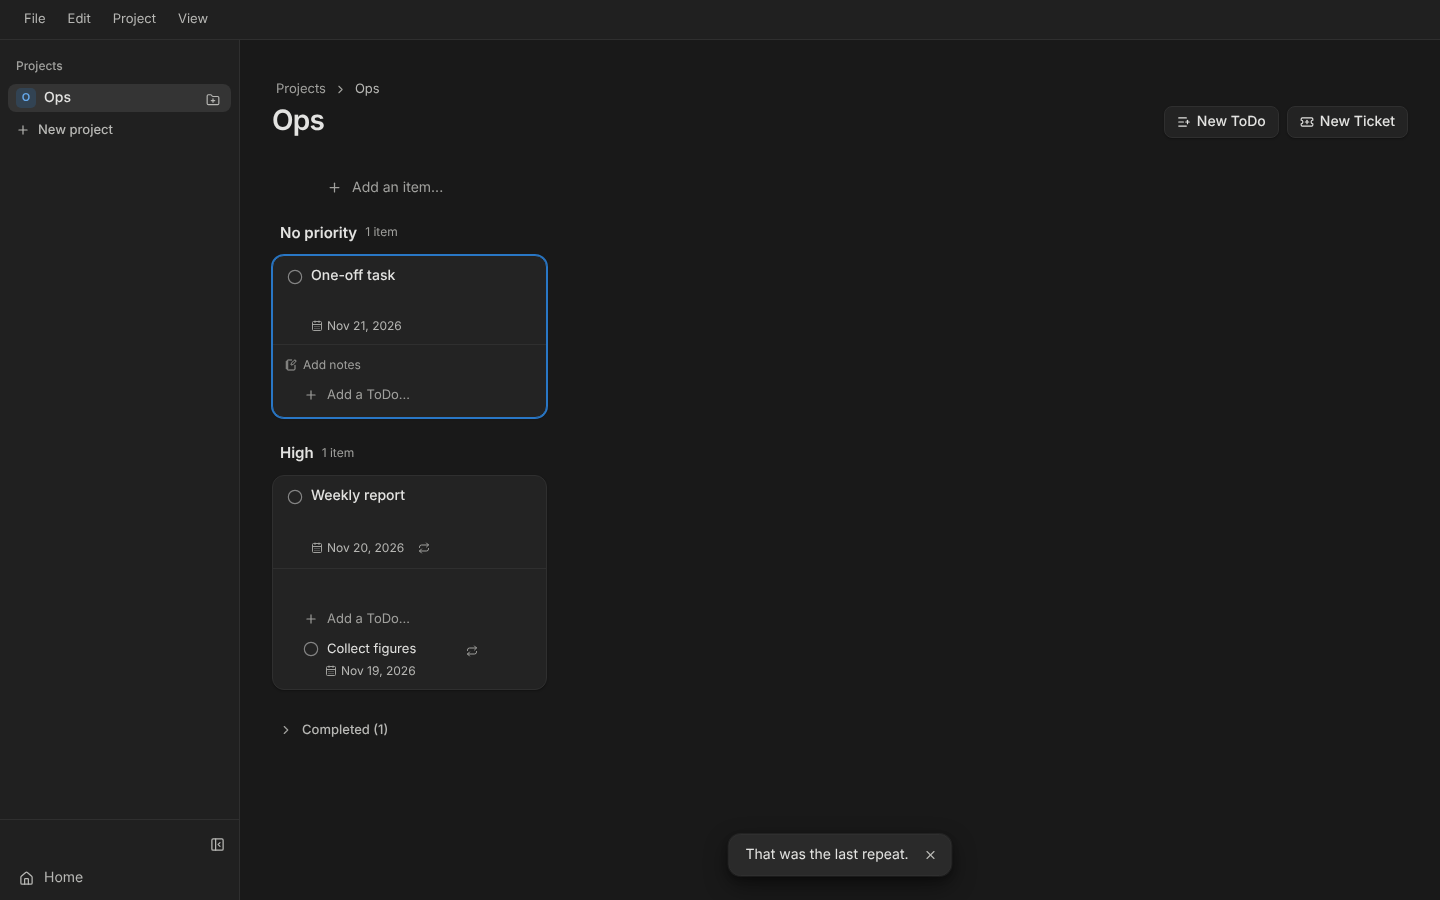 File Edit Project View
Projects
O Ops
New project
Home
Projects > Ops
Ops
New ToDo
New Ticket
Add an item...
No priority 1 item
One-off task
Nov 21, 2026
Add notes
Add a ToDo...
High 1 item
Weekly report
Nov 20, 2026
Add a ToDo...
Collect figures
Nov 19, 2026
Completed (1)
That was the last repeat.